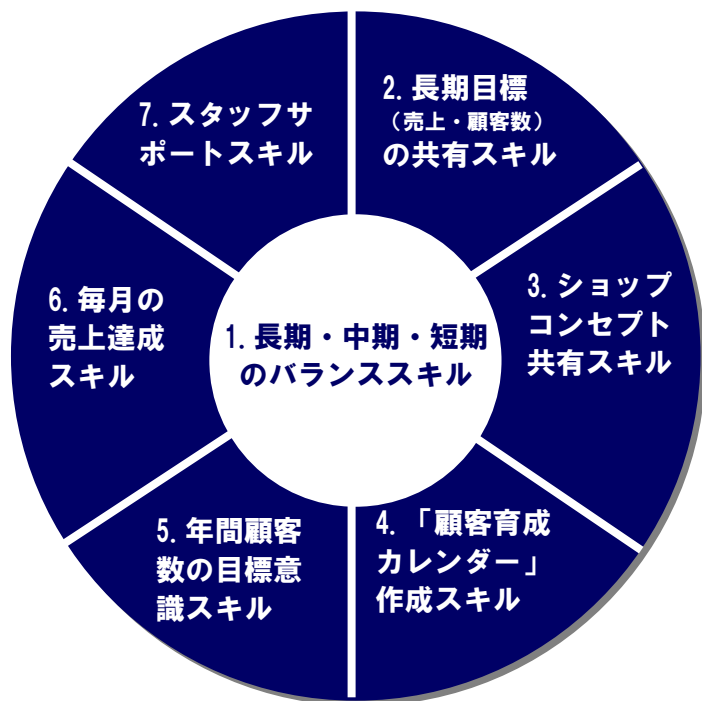 1. 長期・中期・短期
のバランススキル
2. 長期目標
（売上・顧客数）
の共有スキル
3. ショップ
コンセプト
共有スキル
4. 「顧客育成
カレンダー」
作成スキル
5. 年間顧客
数の目標意
識スキル
6. 毎月の
売上達成
スキル
7. スタッフサ
ポートスキル